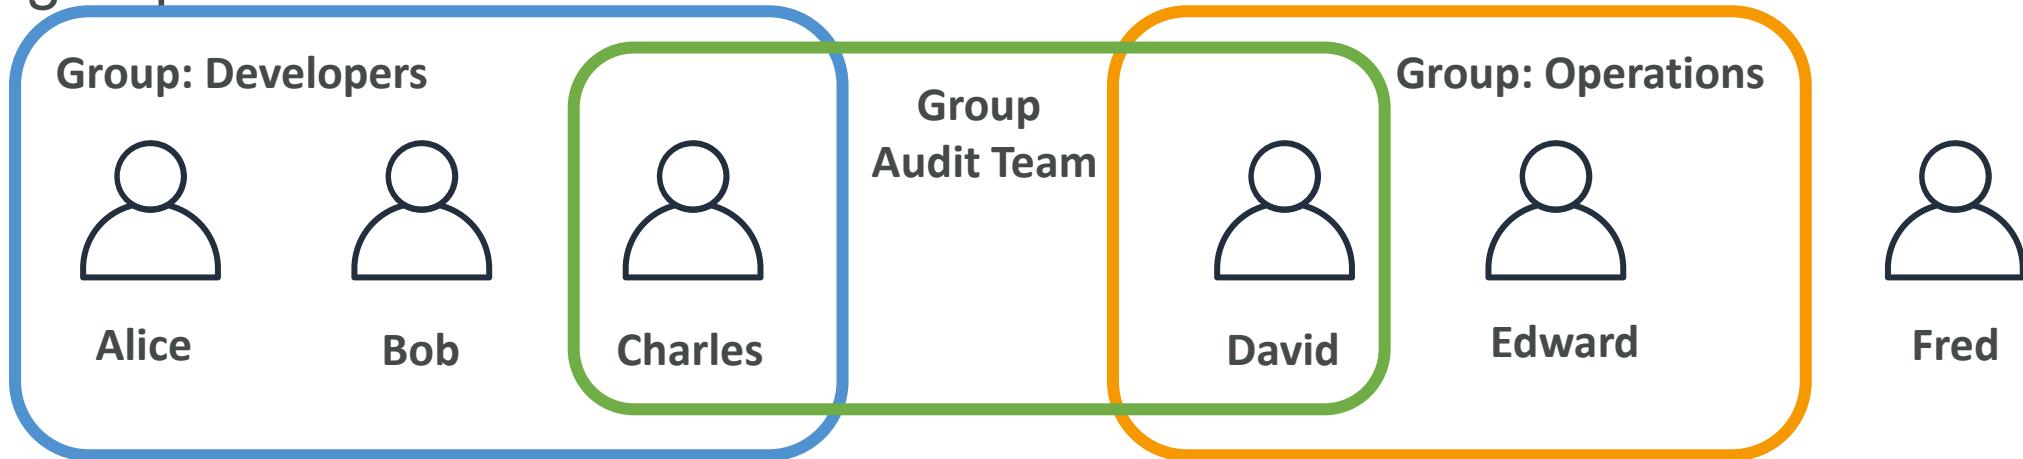 Group: Developers
Group
Audit Team
Group: Operations
Alice
Bob
Charles
David
Edward
Fred